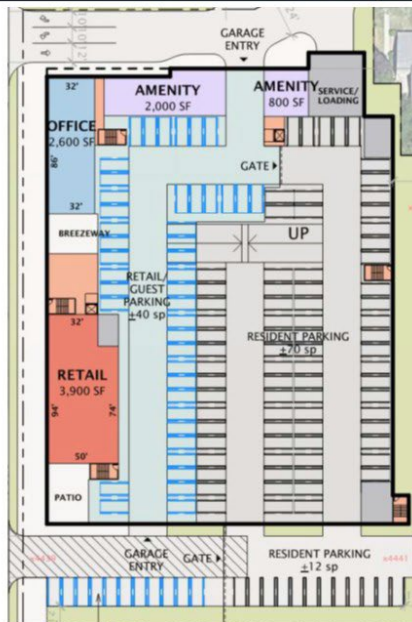 24'
GARAGE
ENTRY
32'
AMENITY
2,000 SF
AMENITY
800 SF
SERVICE/
LOADING
OFFICE
2,600 SF
86'
GATE
32'
BREEZEWAY
UP
RETAIL/
GUEST
PARKING
±40 sp
32'
RESIDENT PARKING
±70 sp
RETAIL
3,900 SF
94'
74'
50'
PATIO
GARAGE
ENTRY
GATE
RESIDENT PARKING
±12 sp
x4441